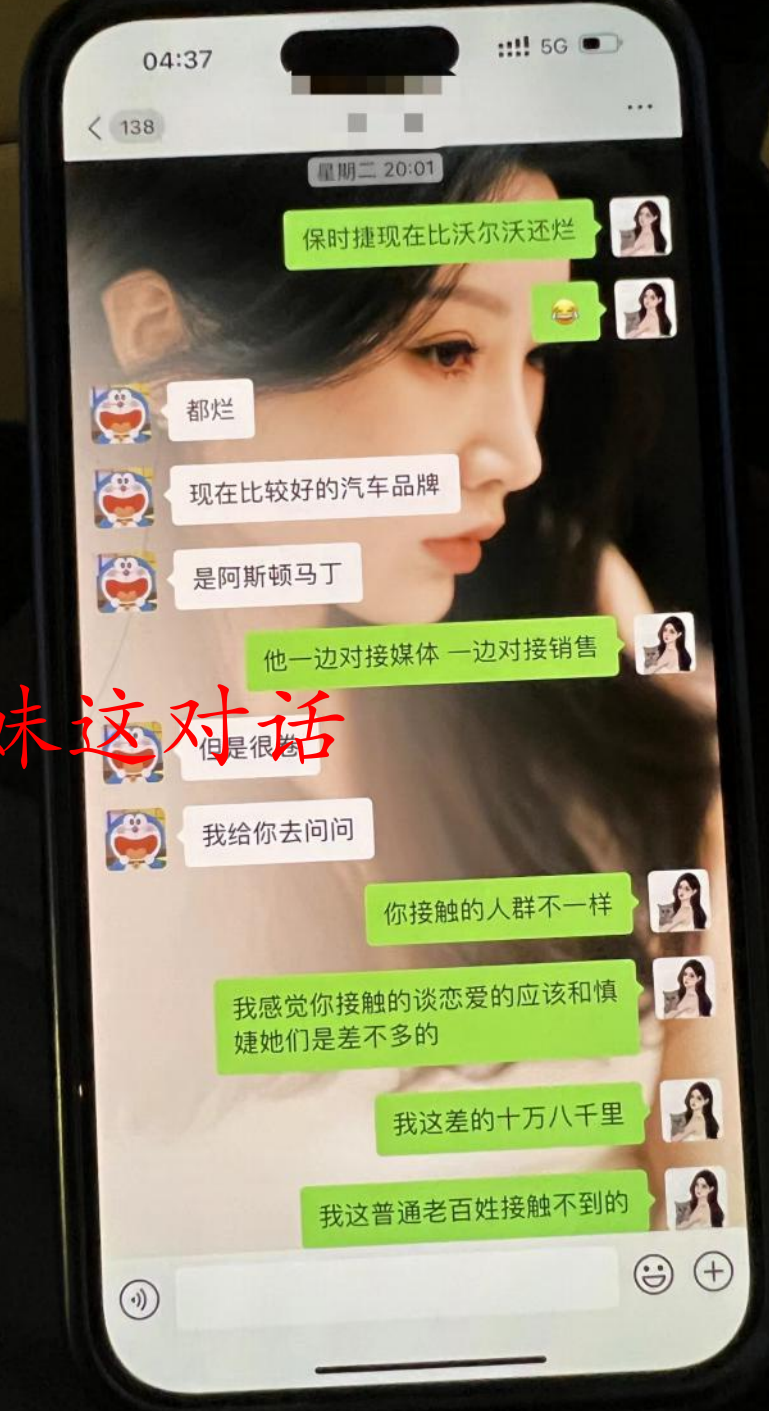 04:37
5G
138
星期二 20:01
保时捷现在比沃尔沃还烂
😂
都烂
现在比较好的汽车品牌
是阿斯顿马丁
他一边对接媒体 一边对接销售
妹这对话
但是很卷
我给你去问问
你接触的人群不一样
我感觉你接触的谈恋爱的应该和慎
婕她们是差不多的
我这差的十万八千里
我这普通老百姓接触不到的